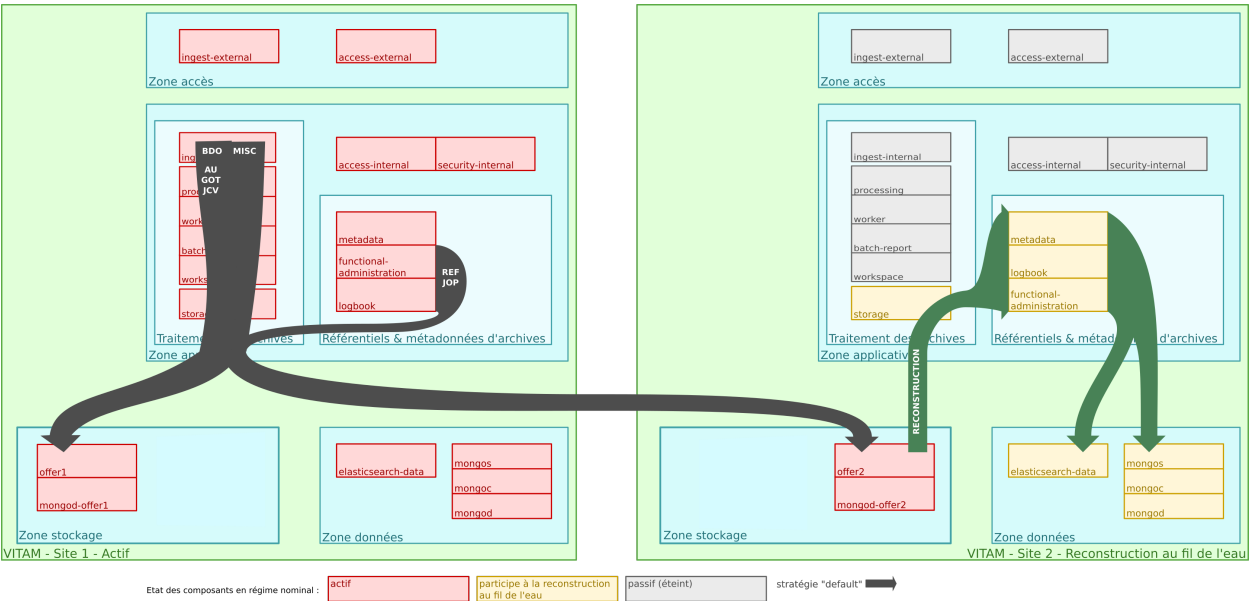 ingest-external
access-external
Zone accès
BDO
MISC
AU
GOT
JCV
access-internal
security-internal
metadata
functional-
administration
logbook
REF
JOP
Référentiels & métadonnées d'archives
offer1
mongod-offer1
Zone stockage
elasticsearch-data
mongos
mongoc
mongod
Zone données
VITAM - Site 1 - Actif
ingest-external
access-external
Zone accès
ingest-internal
processing
worker
batch-report
workspace
storage
Traitement des archives
Zone applicative
access-internal
security-internal
metadata
logbook
functional-
administration
Référentiels & d'archives
RECONSTRUCTION
offer2
mongod-offer2
Zone stockage
elasticsearch-data
mongos
mongoc
mongod
Zone données
VITAM - Site 2 - Reconstruction au fil de l'eau
Etat des composants en régime nominal :
actif
participe à la reconstruction
au fil de l'eau
passif (éteint)
stratégie "default"